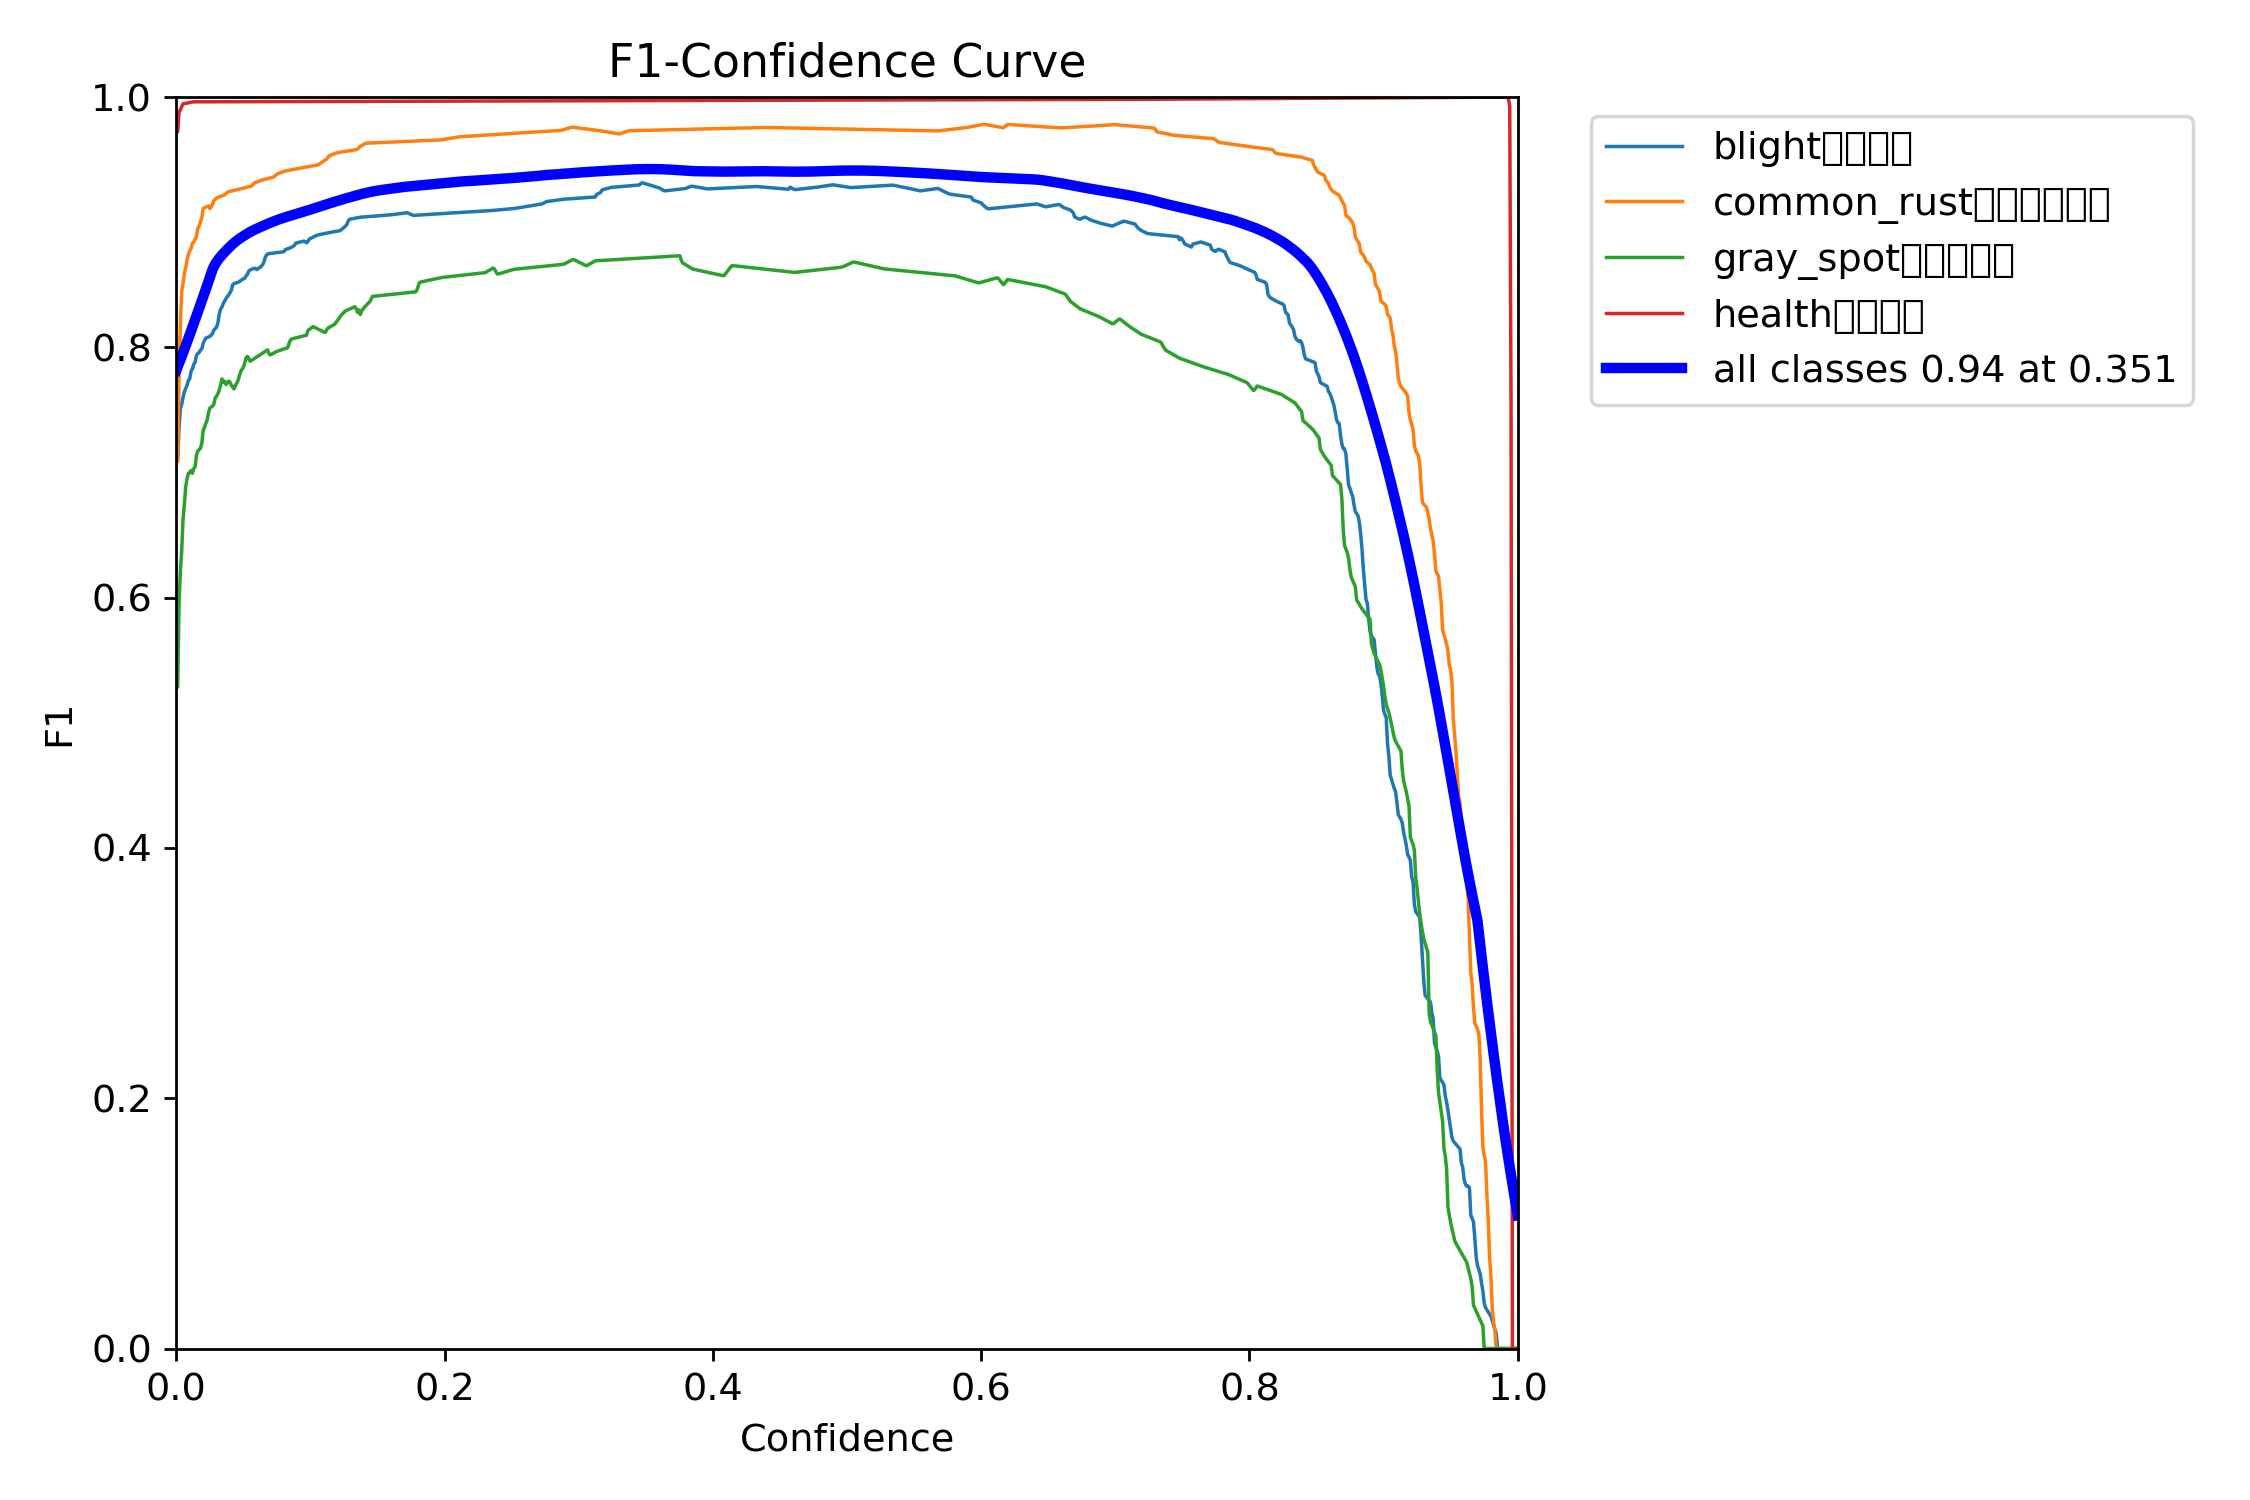 F1-Confidence Curve
1.0
0.8
0.6
0.4
0.2
0.0
F1
0.0 0.2 0.4 0.6 0.8 1.0
Confidence
blight
common_rust
gray_spot
health
all classes 0.94 at 0.351